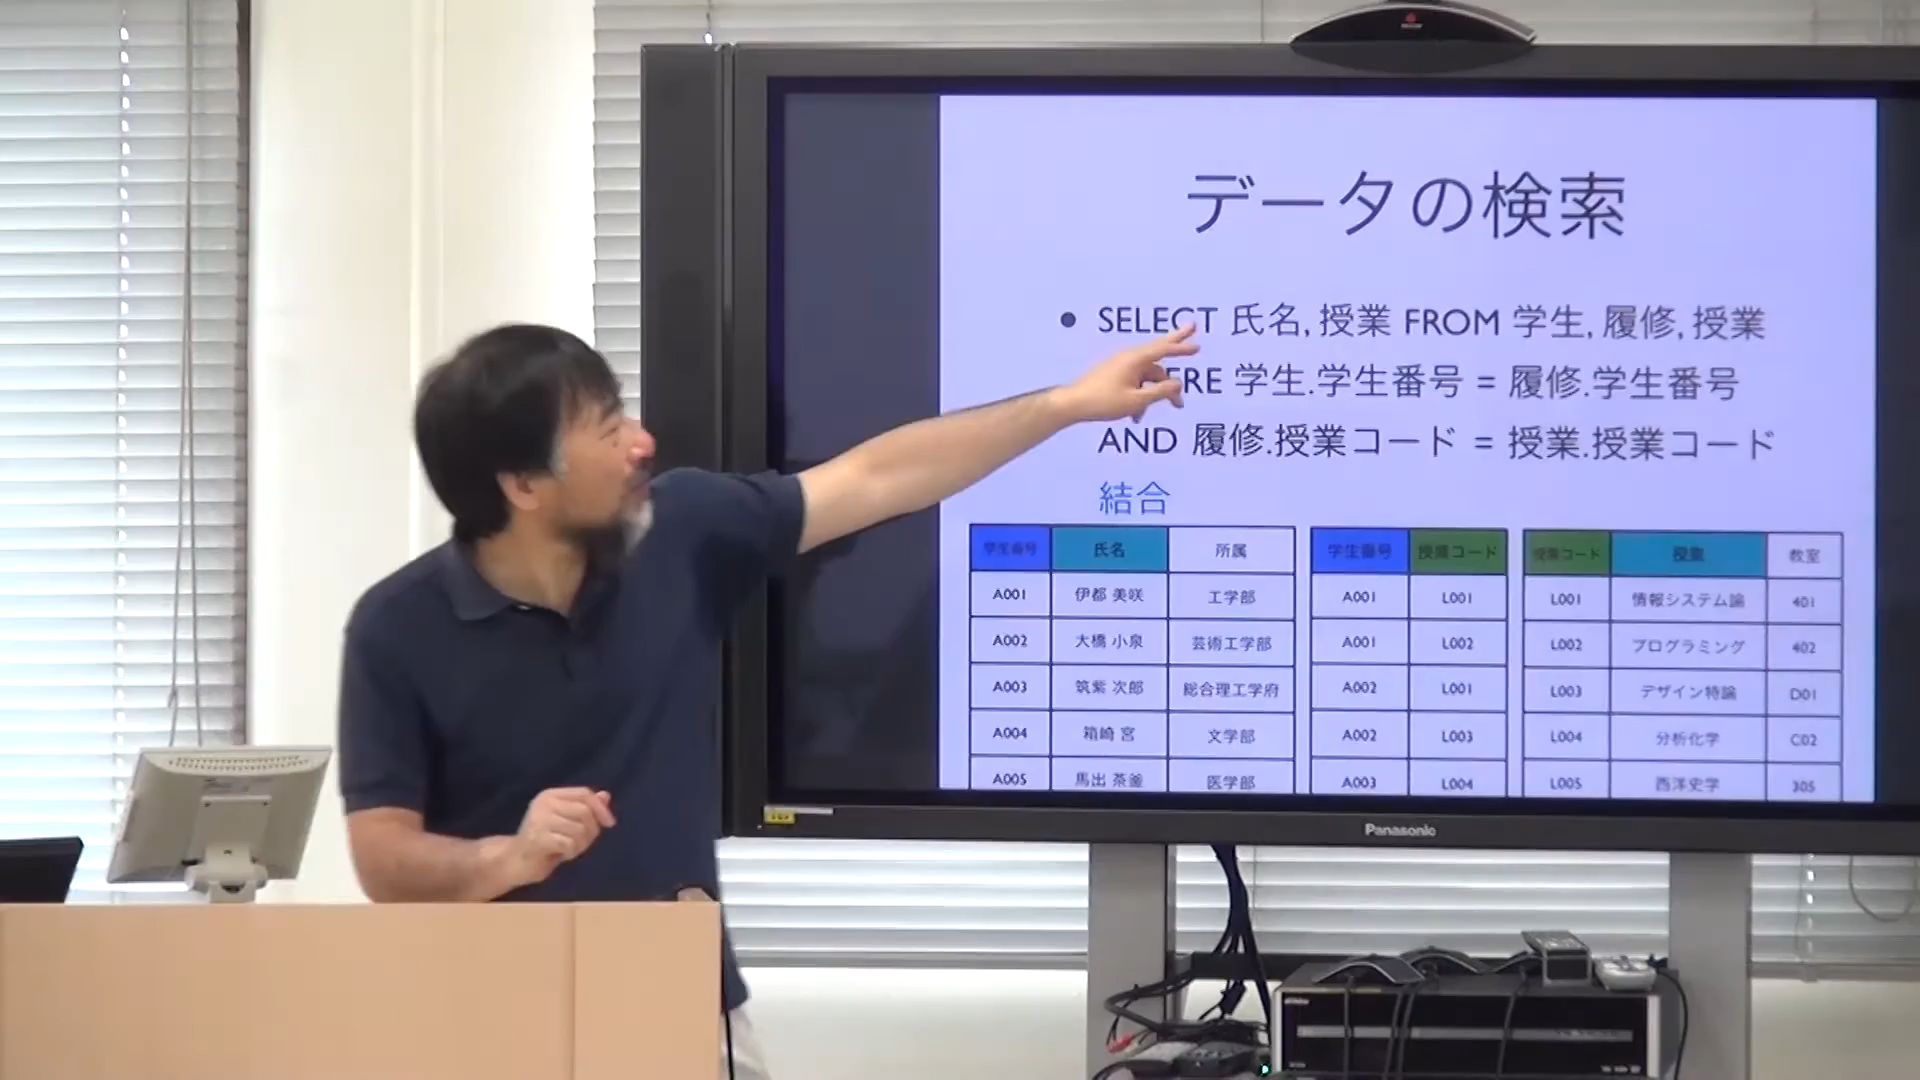 データの検索
• SELECT 氏名, 授業 FROM 学生, 履修, 授業
ERE 学生.学生番号 = 履修.学生番号
AND 履修.授業コード = 授業.授業コード
結合
学生番号 氏名 所属 学生番号 授業コード 授業コード 授業 教室
A001 伊都 美咲 工学部 A001 L001 L001 情報システム論 401
A002 大橋 小泉 芸術工学部 A001 L002 L002 プログラミング 402
A003 筑紫 次郎 総合理工学府 A002 L001 L003 デザイン特論 D01
A004 箱崎 宮 文学部 A002 L003 L004 分析化学 C02
A005 馬出 茶釜 医学部 A003 L004 L005 西洋史学 305
Panasonic